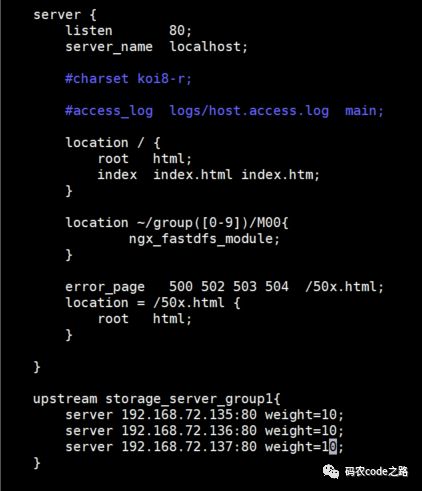 server {
listen 80;
server_name localhost;
#charset koi8-r;
#access_log logs/host.access.log main;
location / {
root html;
index index.html index.htm;
}
location ~/group([0-9])/M00{
ngx_fastdfs_module;
}
error_page 500 502 503 504 /50x.html;
location = /50x.html {
root html;
}
}
upstream storage_server_group1{
server 192.168.72.135:80 weight=10;
server 192.168.72.136:80 weight=10;
server 192.168.72.137:80 weight=10;
}
码农code之路